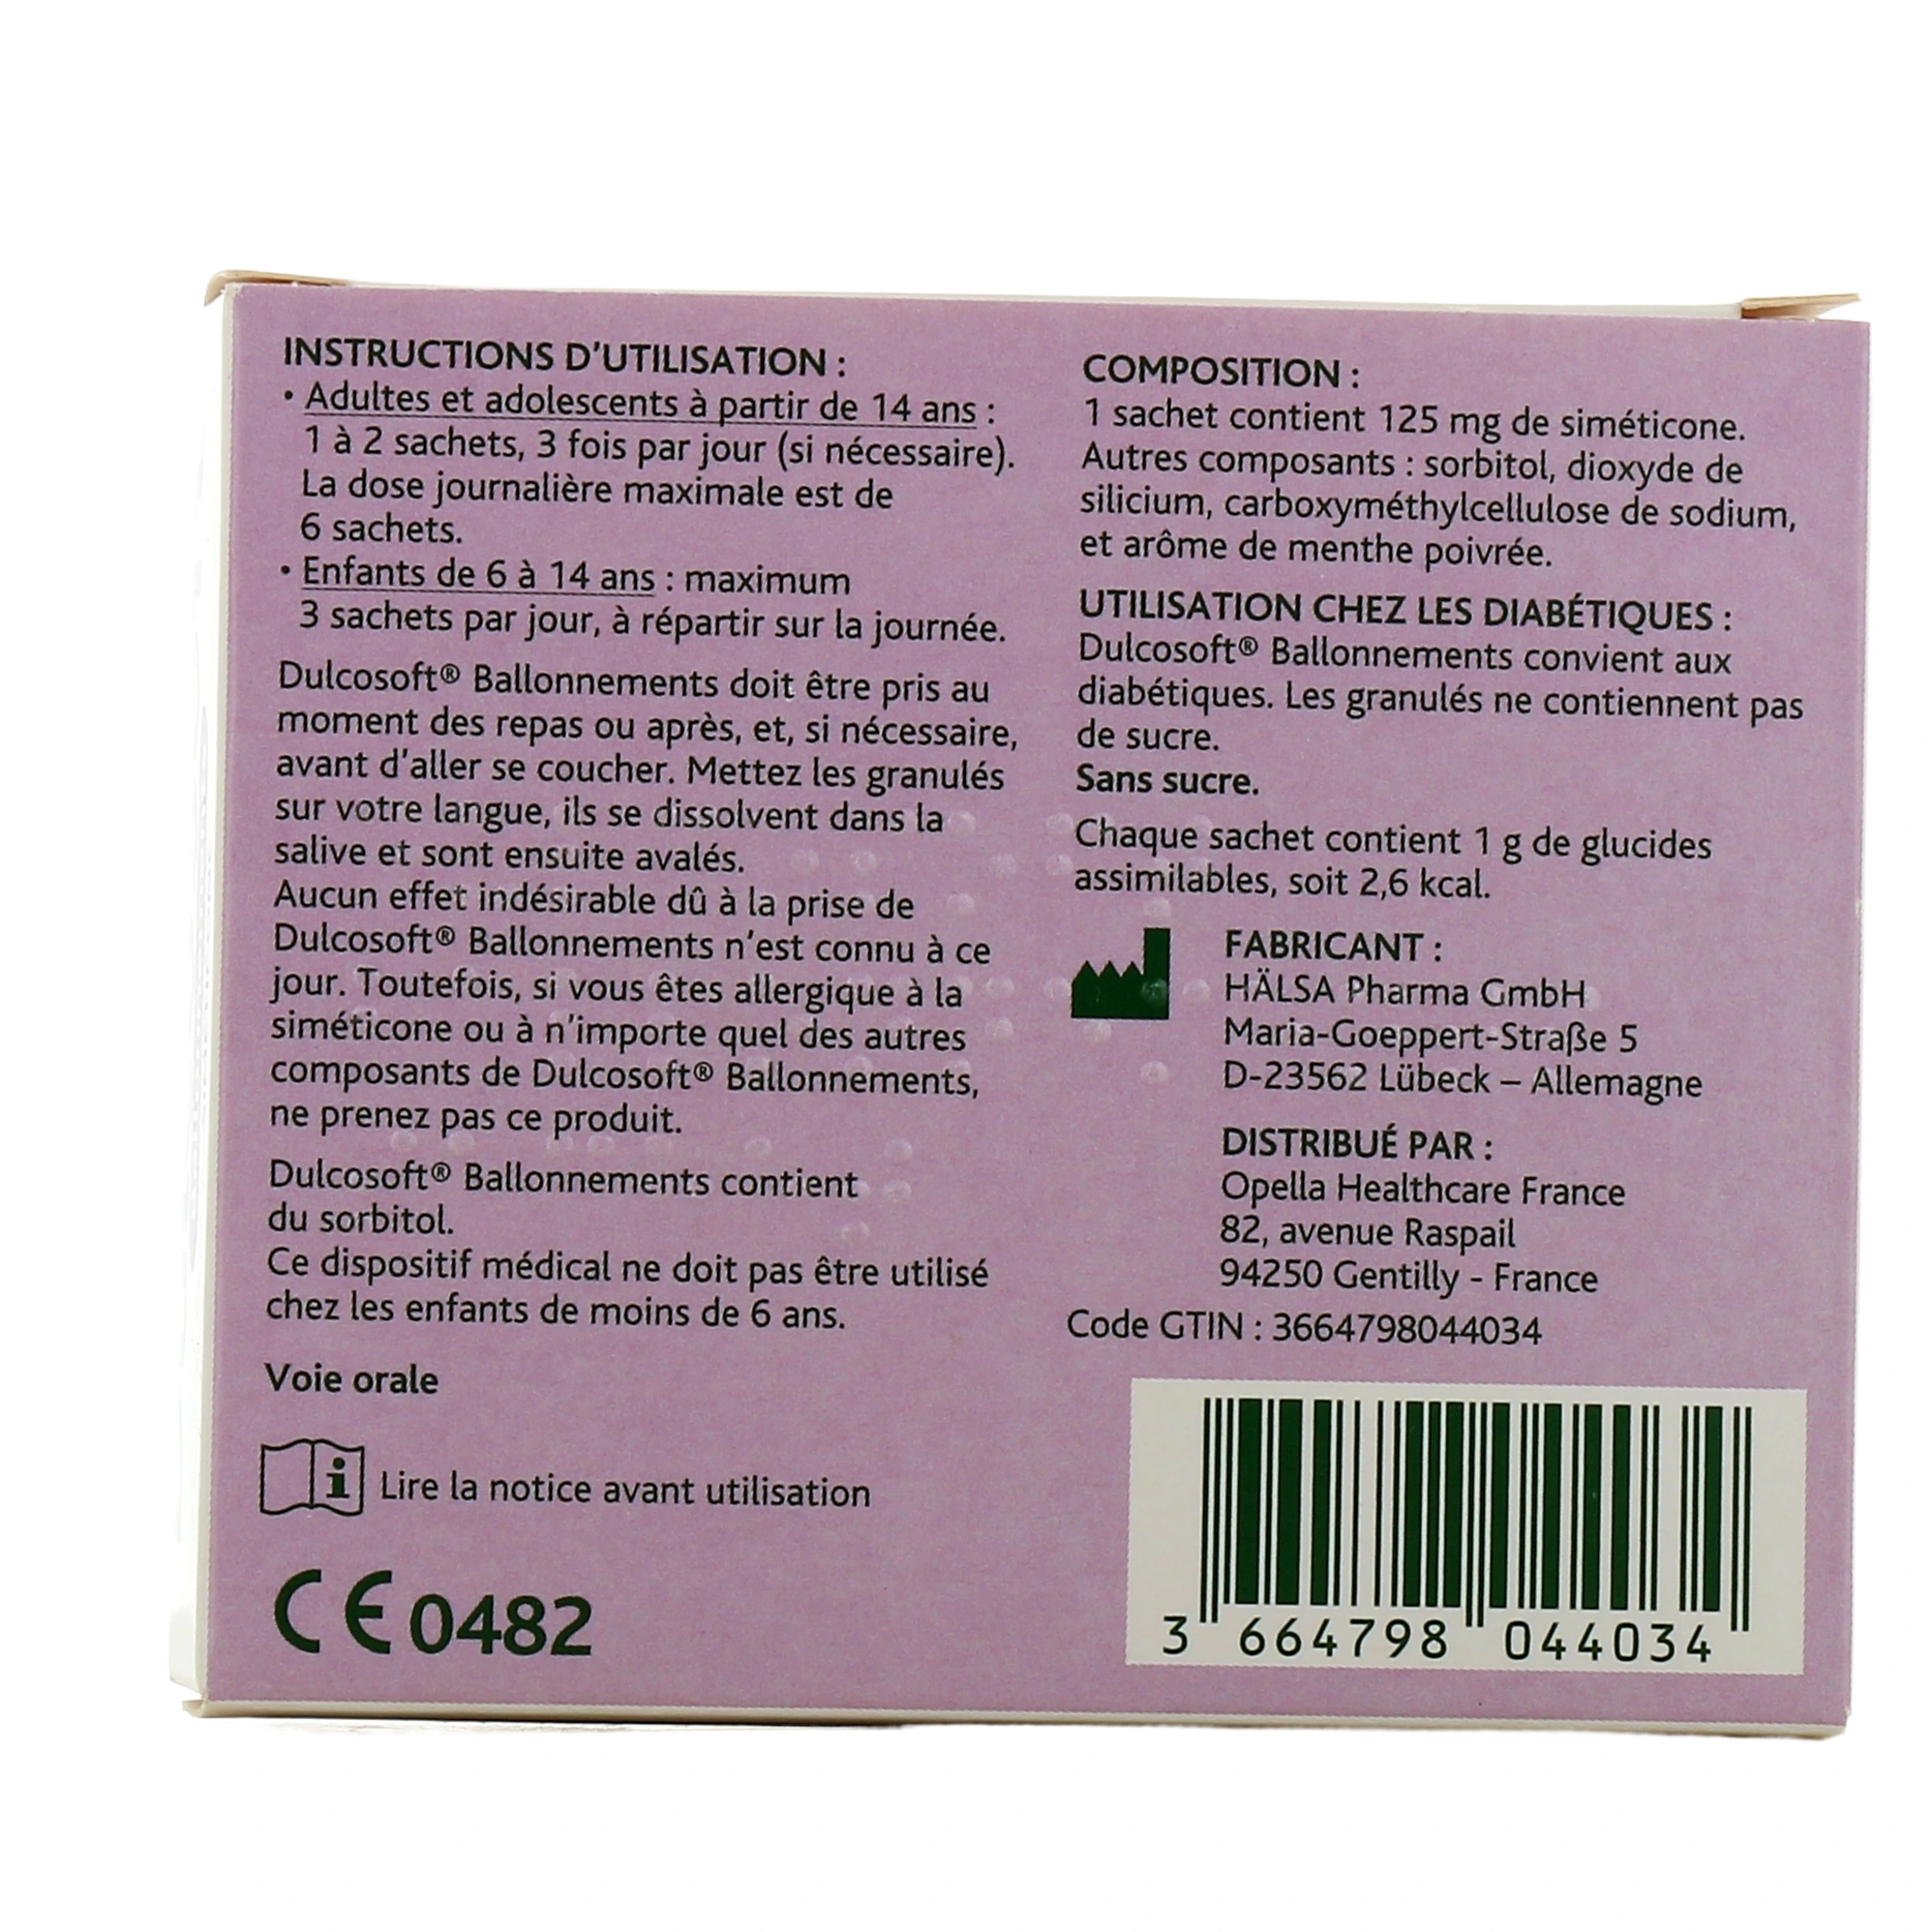 INSTRUCTIONS D'UTILISATION :
• Adultes et adolescents à partir de 14 ans :
1 à 2 sachets, 3 fois par jour (si nécessaire).
La dose journalière maximale est de
6 sachets.
• Enfants de 6 à 14 ans : maximum
3 sachets par jour, à répartir sur la journée.
Dulcosoft® Ballonnements doit être pris au
moment des repas ou après, et, si nécessaire,
avant d'aller se coucher. Mettez les granulés
sur votre langue, ils se dissolvent dans la
salive et sont ensuite avalés.
Aucun effet indésirable dû à la prise de
Dulcosoft® Ballonnements n'est connu à ce
jour. Toutefois, si vous êtes allergique à la
siméticone ou à n'importe quel des autres
composants de Dulcosoft® Ballonnements,
ne prenez pas ce produit.
Dulcosoft® Ballonnements contient
du sorbitol.
Ce dispositif médical ne doit pas être utilisé
chez les enfants de moins de 6 ans.
Voie orale
i Lire la notice avant utilisation
CE 0482
COMPOSITION :
1 sachet contient 125 mg de siméticone.
Autres composants : sorbitol, dioxyde de
silicium, carboxyméthylcellulose de sodium,
et arôme de menthe poivrée.
UTILISATION CHEZ LES DIABÉTIQUES :
Dulcosoft® Ballonnements convient aux
diabétiques. Les granulés ne contiennent pas
de sucre.
Sans sucre.
Chaque sachet contient 1 g de glucides
assimilables, soit 2,6 kcal.
FABRICANT :
HÄLSA Pharma GmbH
Maria-Goeppert-Straße 5
D-23562 Lübeck – Allemagne
DISTRIBUÉ PAR :
Opella Healthcare France
82, avenue Raspail
94250 Gentilly - France
Code GTIN : 3664798044034
3 664798 044034